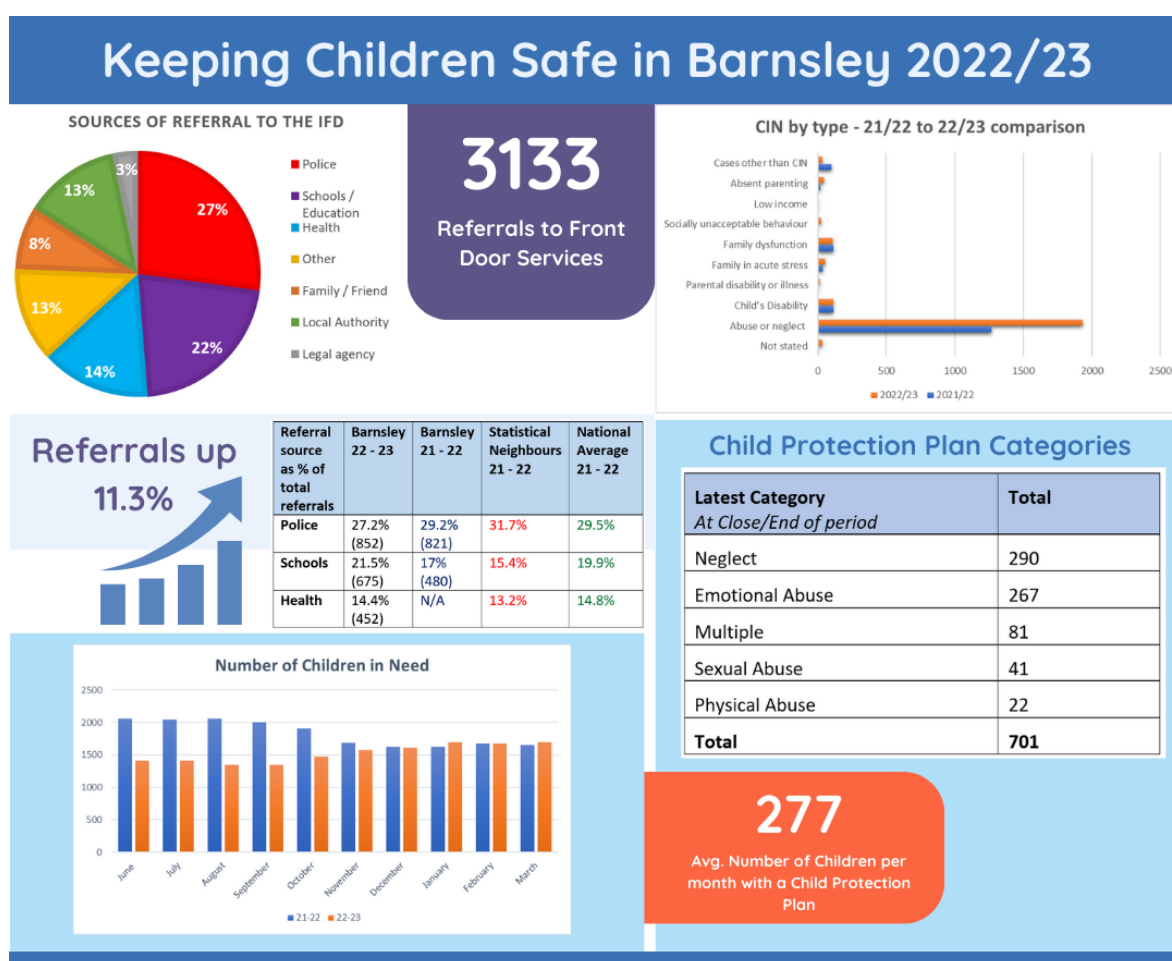 Keeping Children Safe in Barnsley 2022/23
SOURCES OF REFERRAL TO THE IFD
3%
13%
27%
8%
13%
14%
22%
Police
Schools /
Education
Health
Other
Family / Friend
Local Authority
Legal agency
3133
Referrals to Front
Door Services
CIN by type - 21/22 to 22/23 comparison
Cases other than CIN
Absent parenting
Low income
Socially unacceptable behaviour
Family dysfunction
Family in acute stress
Parental disability or illness
Child's Disability
Abuse or neglect
Not stated
0 500 1000 1500 2000 2500
2022/23 2021/22
Referrals up
11.3%
Referral source as % of total referrals Barnsley 22 - 23 Barnsley 21 - 22 Statistical Neighbours 21 - 22 National Average 21 - 22
Police 27.2% (852) 29.2% (821) 31.7% 29.5%
Schools 21.5% (675) 17% (480) 15.4% 19.9%
Health 14.4% (452) N/A 13.2% 14.8%
Child Protection Plan Categories
Latest Category Total
At Close/End of period
Neglect 290
Emotional Abuse 267
Multiple 81
Sexual Abuse 41
Physical Abuse 22
Total 701
Number of Children in Need
2500
2000
1500
1000
500
0
June July August September October November December January February March
21-22 22-23
277
Avg. Number of Children per
month with a Child Protection
Plan